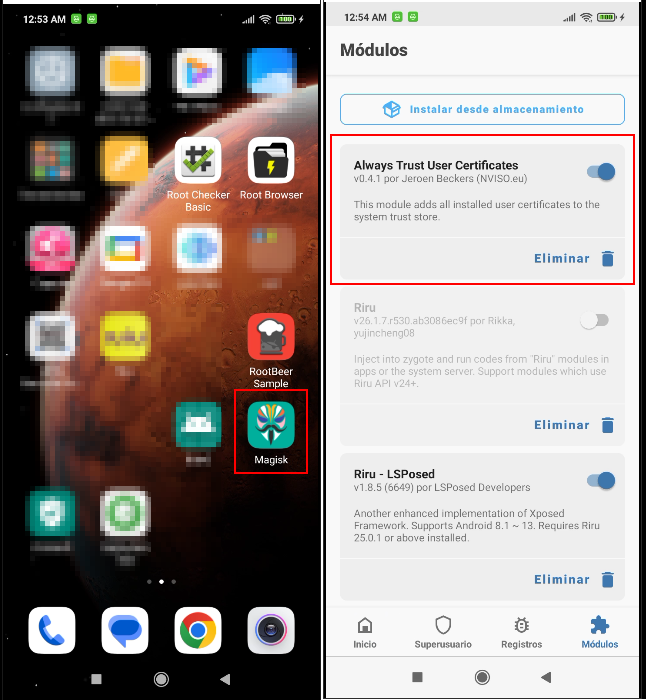 12:53 AM
100
Root Checker
Basic
Root Browser
RootBeer
Sample
Magisk
12:54 AM
100
Módulos
Instalar desde almacenamiento
Always Trust User Certificates
v0.4.1 por Jeroen Beckers (NVISO.eu)
This module adds all installed user certificates to the
system trust store.
Eliminar
Riru
v26.1.7.r530.ab3086ec9f por Rikka,
yujincheng08
Inject into zygote and run codes from "Riru" modules in
apps or the system server. Support modules which use
Riru API v24+.
Eliminar
Riru - LSPosed
v1.8.5 (6649) por LSPosed Developers
Another enhanced implementation of Xposed
Framework. Supports Android 8.1 ~ 13. Requires Riru
25.0.1 or above installed.
Eliminar
Inicio
Superusuario
Registros
Módulos